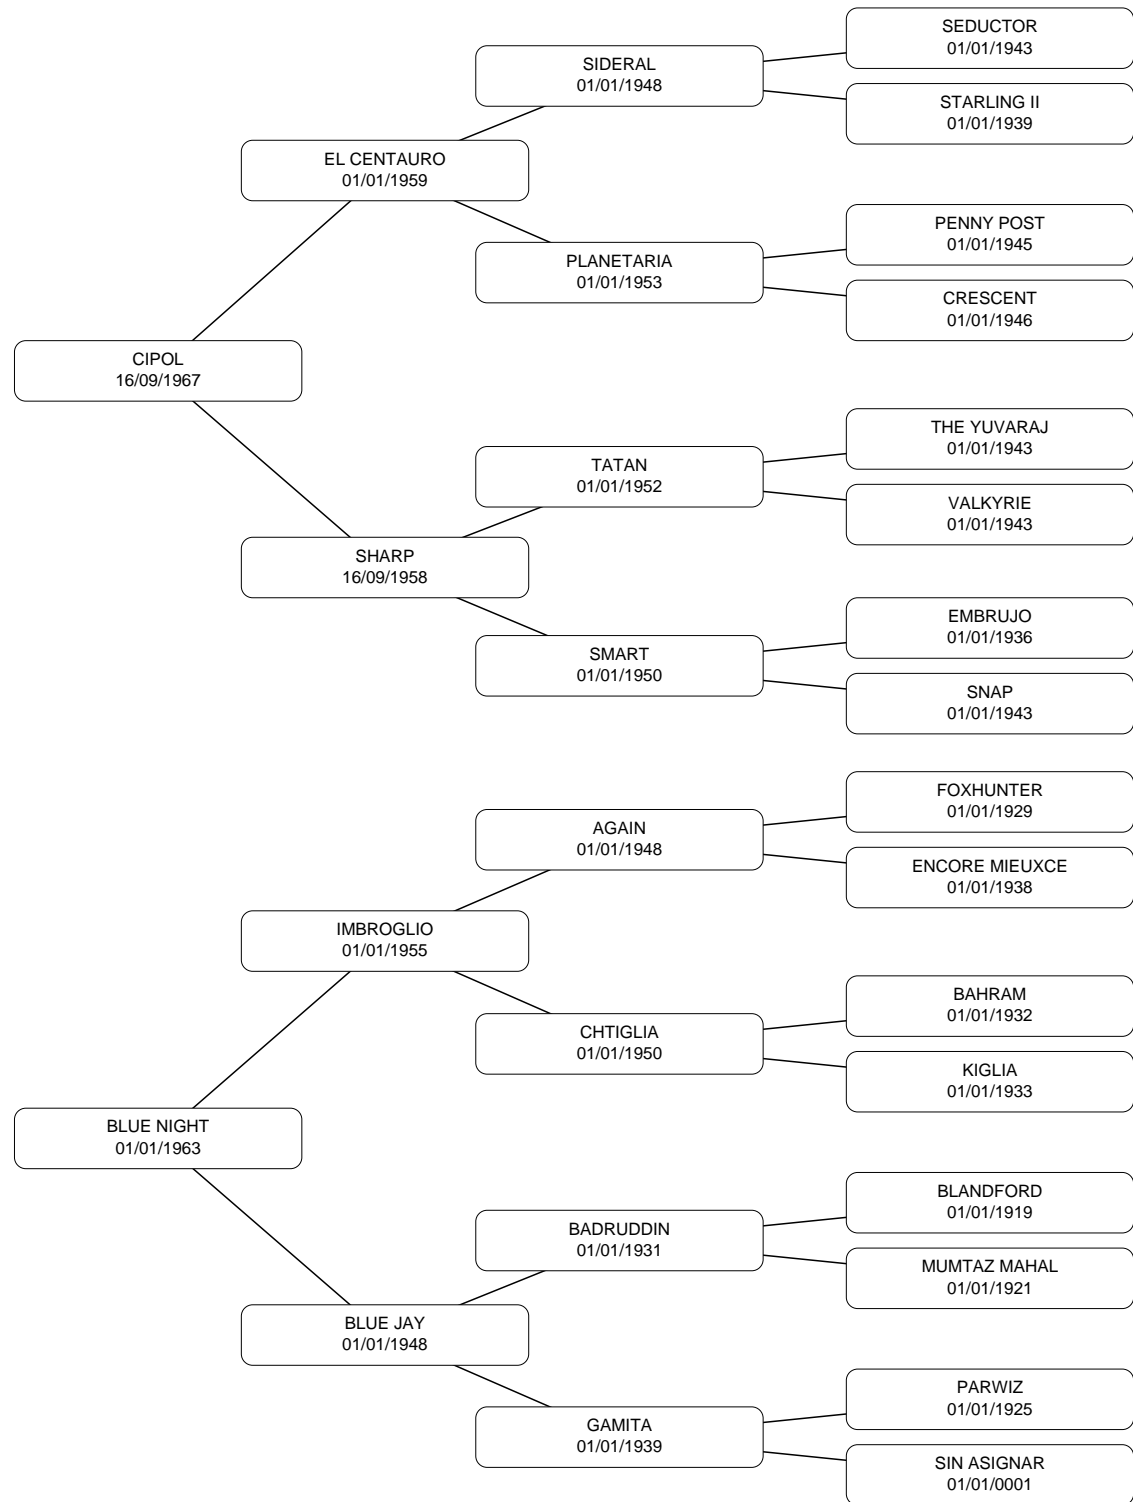 SEDUCTOR
01/01/1943
SIDERAL
01/01/1948
STARLING II
01/01/1939
EL CENTAURO
01/01/1959
PENNY POST
01/01/1945
PLANETARIA
01/01/1953
CRESCENT
01/01/1946
CIPOL
16/09/1967
THE YUVARAJ
01/01/1943
TATAN
01/01/1952
VALKYRIE
01/01/1943
SHARP
16/09/1958
EMBRUJO
01/01/1936
SMART
01/01/1950
SNAP
01/01/1943
FOXHUNTER
01/01/1929
AGAIN
01/01/1948
ENCORE MIEUXCE
01/01/1938
IMBROGLIO
01/01/1955
BAHRAM
01/01/1932
CHTIGLIA
01/01/1950
KIGLIA
01/01/1933
BLUE NIGHT
01/01/1963
BLANDFORD
01/01/1919
BADRUDDIN
01/01/1931
MUMTAZ MAHAL
01/01/1921
BLUE JAY
01/01/1948
PARWIZ
01/01/1925
GAMITA
01/01/1939
SIN ASIGNAR
01/01/0001